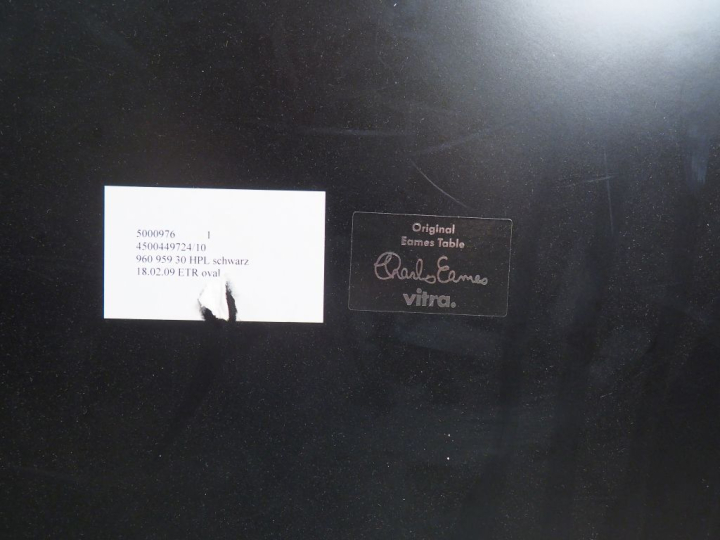 5000976 1
4500449724/10
960 959 30 HPL schwarz
18.02.09 ETR oval
Original
Eames Table
Charles Eames
vitra.